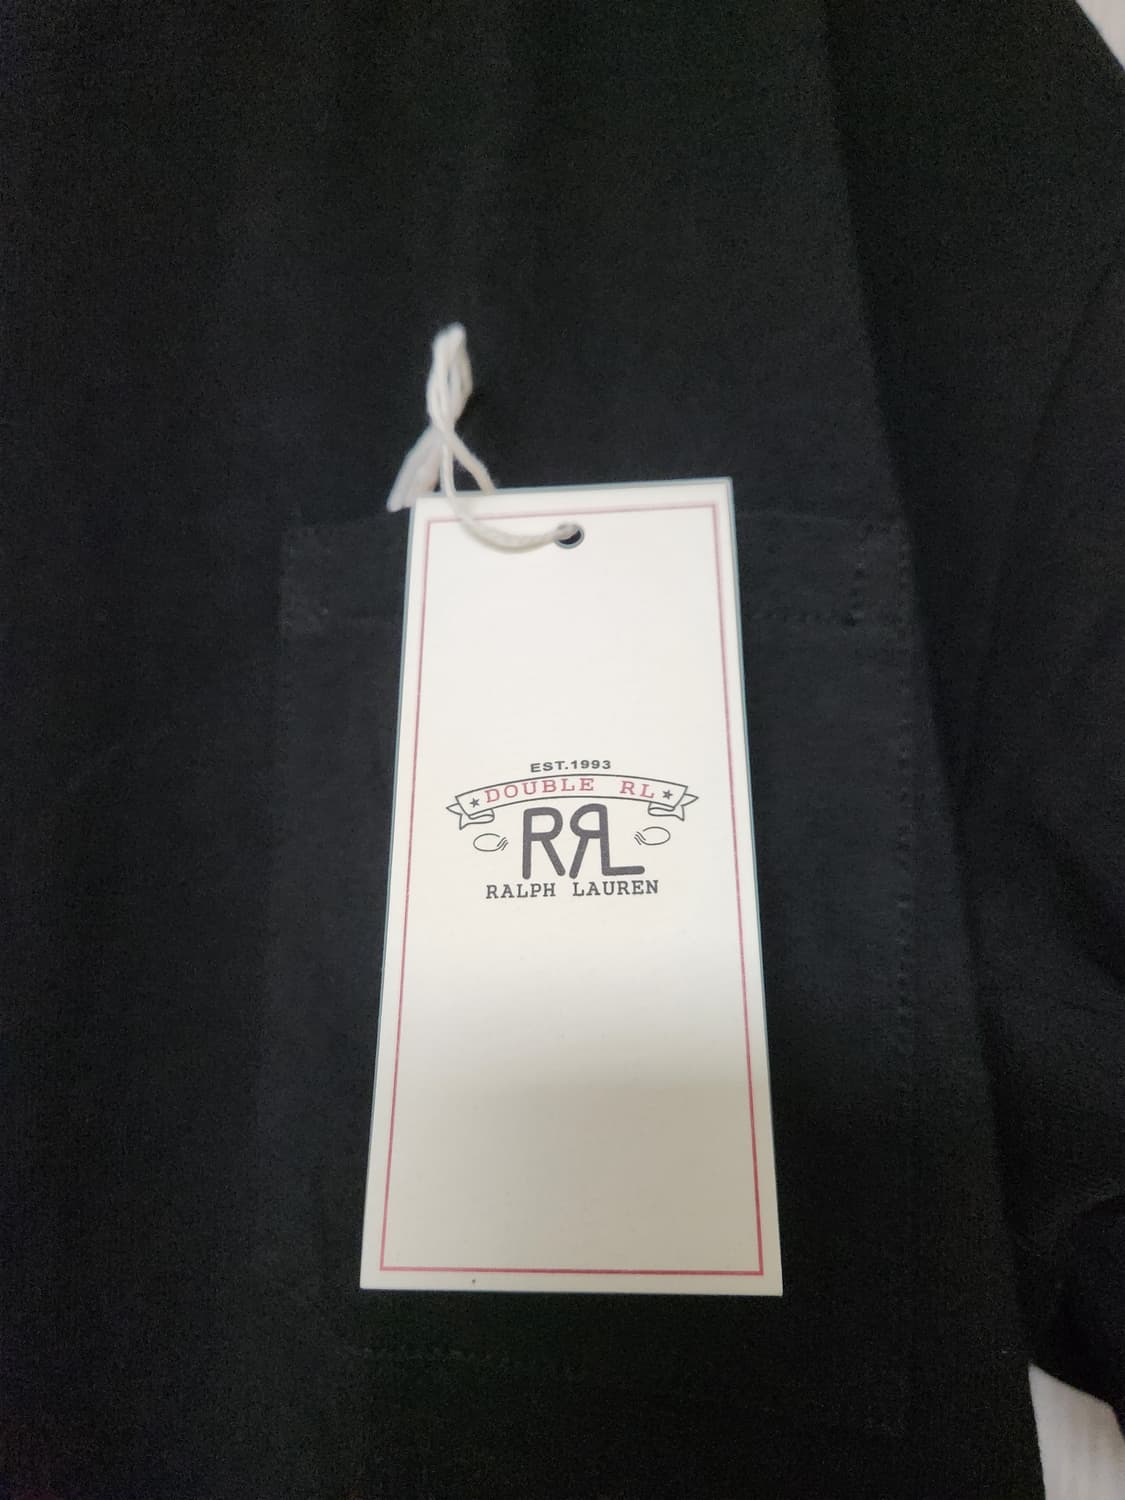 EST.1993
DOUBLE RL
RRL
RALPH LAUREN